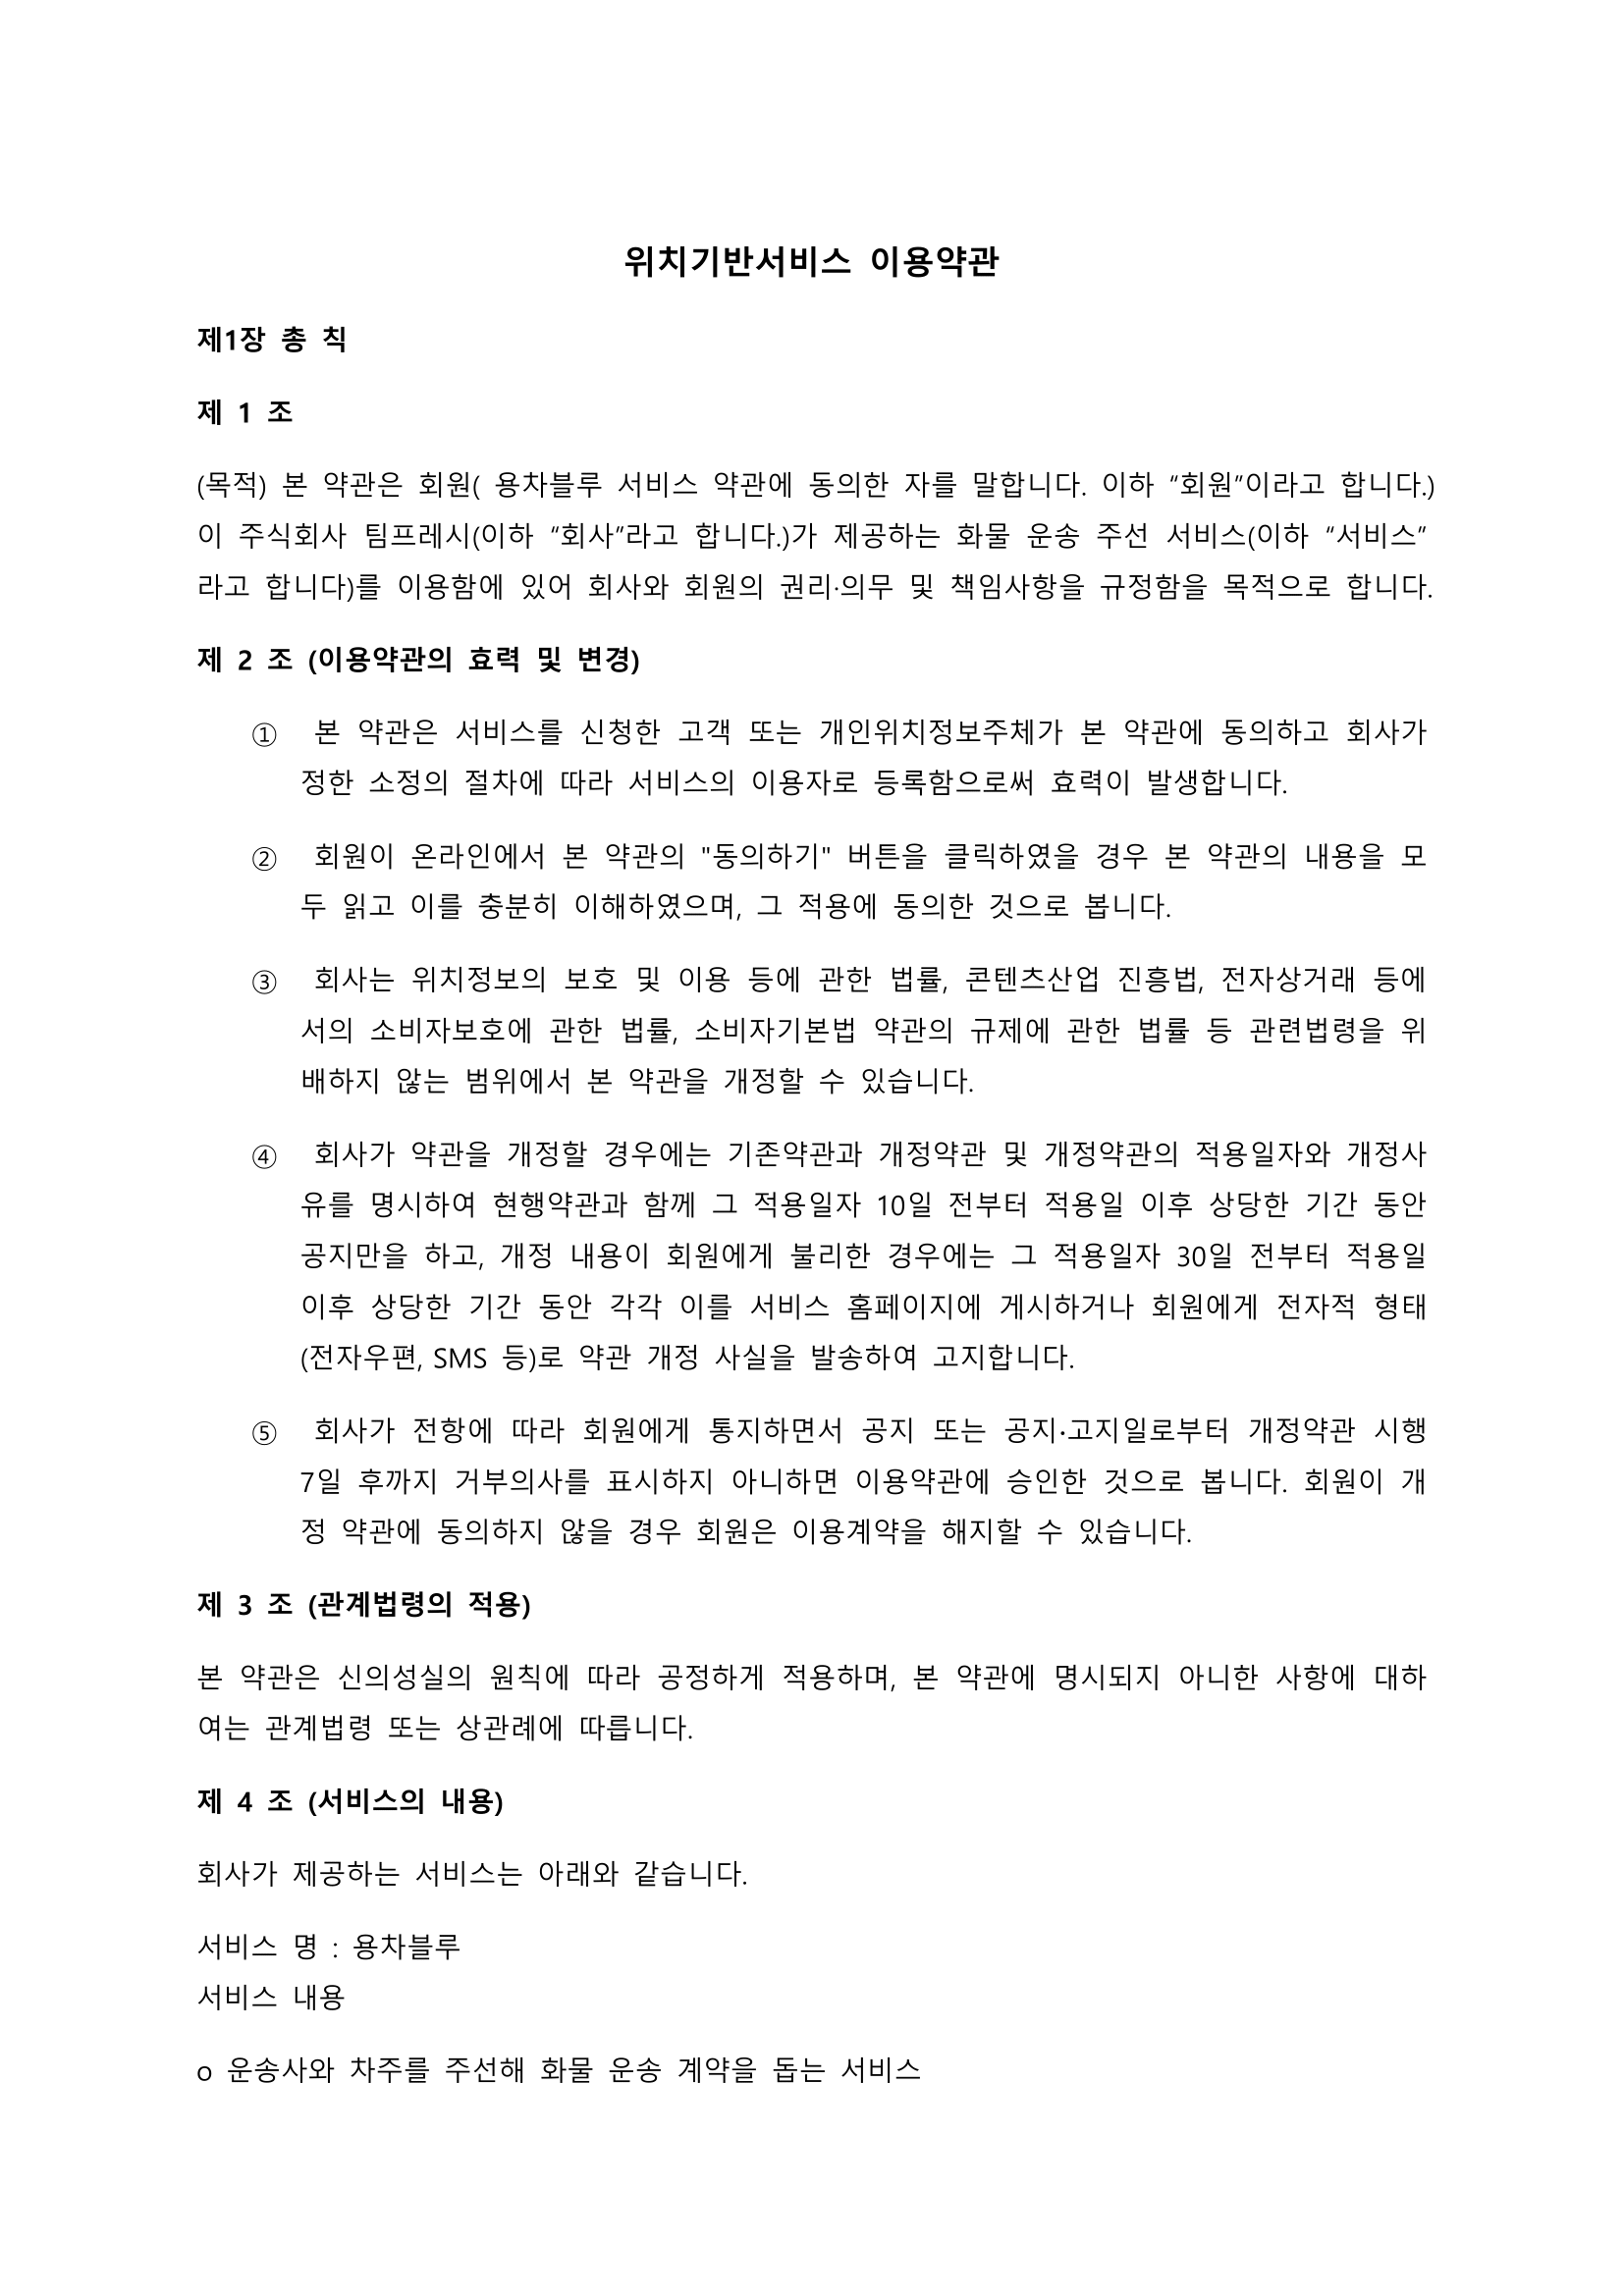 위치기반서비스 이용약관
제1장 총 칙
제 1 조
(목적) 본 약관은 회원( 용차블루 서비스 약관에 동의한 자를 말합니다. 이하 “회원”이라고 합니다.)
이 주식회사 팀프레시(이하 “회사”라고 합니다.)가 제공하는 화물 운송 주선 서비스(이하 “서비스”
라고 합니다)를 이용함에 있어 회사와 회원의 권리·의무 및 책임사항을 규정함을 목적으로 합니다.
제 2 조 (이용약관의 효력 및 변경)
① 본 약관은 서비스를 신청한 고객 또는 개인위치정보주체가 본 약관에 동의하고 회사가
정한 소정의 절차에 따라 서비스의 이용자로 등록함으로써 효력이 발생합니다.
② 회원이 온라인에서 본 약관의 "동의하기" 버튼을 클릭하였을 경우 본 약관의 내용을 모
두 읽고 이를 충분히 이해하였으며, 그 적용에 동의한 것으로 봅니다.
③ 회사는 위치정보의 보호 및 이용 등에 관한 법률, 콘텐츠산업 진흥법, 전자상거래 등에
서의 소비자보호에 관한 법률, 소비자기본법 약관의 규제에 관한 법률 등 관련법령을 위
배하지 않는 범위에서 본 약관을 개정할 수 있습니다.
④ 회사가 약관을 개정할 경우에는 기존약관과 개정약관 및 개정약관의 적용일자와 개정사
유를 명시하여 현행약관과 함께 그 적용일자 10일 전부터 적용일 이후 상당한 기간 동안
공지만을 하고, 개정 내용이 회원에게 불리한 경우에는 그 적용일자 30일 전부터 적용일
이후 상당한 기간 동안 각각 이를 서비스 홈페이지에 게시하거나 회원에게 전자적 형태
(전자우편, SMS 등)로 약관 개정 사실을 발송하여 고지합니다.
⑤ 회사가 전항에 따라 회원에게 통지하면서 공지 또는 공지·고지일로부터 개정약관 시행
7일 후까지 거부의사를 표시하지 아니하면 이용약관에 승인한 것으로 봅니다. 회원이 개
정 약관에 동의하지 않을 경우 회원은 이용계약을 해지할 수 있습니다.
제 3 조 (관계법령의 적용)
본 약관은 신의성실의 원칙에 따라 공정하게 적용하며, 본 약관에 명시되지 아니한 사항에 대하
여는 관계법령 또는 상관례에 따릅니다.
제 4 조 (서비스의 내용)
회사가 제공하는 서비스는 아래와 같습니다.
서비스 명 : 용차블루
서비스 내용
o 운송사와 차주를 주선해 화물 운송 계약을 돕는 서비스